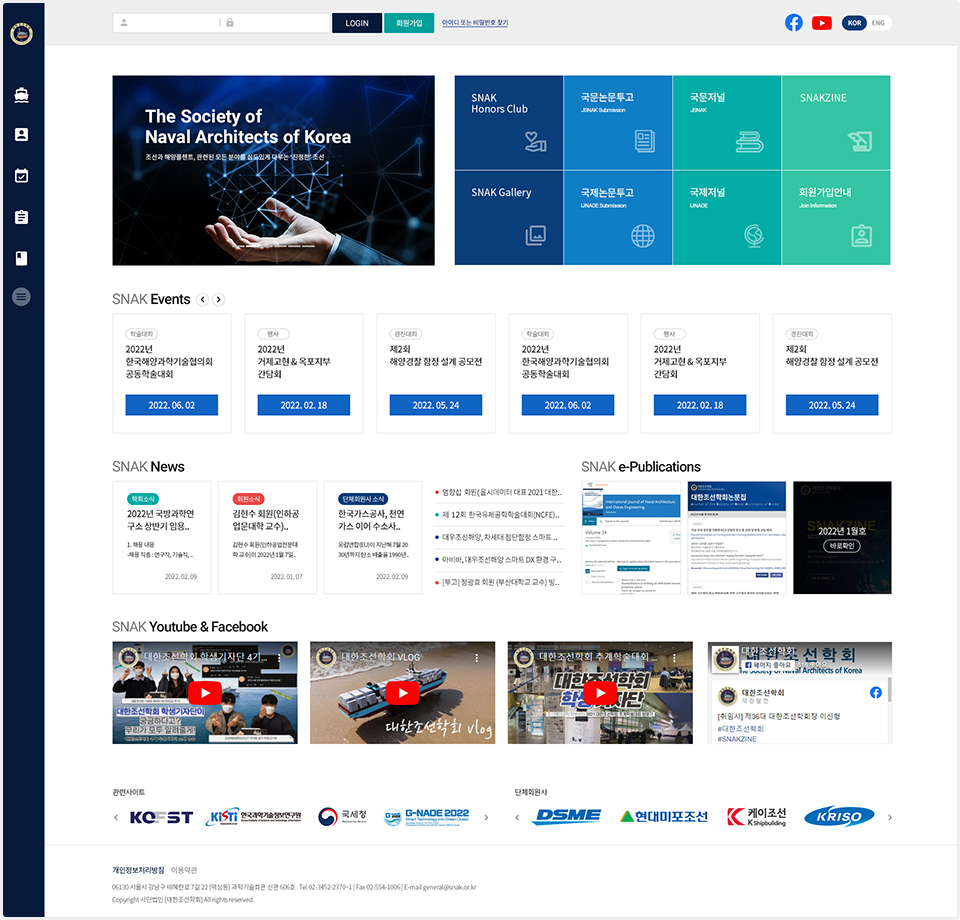 LOGIN
회원가입
아이디 또는 비밀번호 찾기
KOR
ENG
The Society of
Naval Architects of Korea
조선과 해양플랜트, 관련된 모든 분야를 심도있게 다루는 '진정한' 조선
SNAK
Honors Club
국문논문투고
JSNAK Submission
국문저널
JSNAK
SNAKZINE
SNAK Gallery
국제논문투고
IJNADE Submission
국제저널
IJNADE
회원가입안내
Join Information
SNAK Events
학술대회
2022년
한국해양과학기술협의회
공동학술대회
2022. 06. 02
행사
2022년
거제고현 & 옥포지부
간담회
2022. 02. 18
경진대회
제2회
해양경찰 함정 설계 공모전
2022. 05. 24
학술대회
2022년
한국해양과학기술협의회
공동학술대회
2022. 06. 02
행사
2022년
거제고현 & 옥포지부
간담회
2022. 02. 18
경진대회
제2회
해양경찰 함정 설계 공모전
2022. 05. 24
SNAK News
학회소식
2022년 국방과학연
구소 상반기 임용..
1. 채용 내용
-채용 직종 : 연구직, 기술직,..
2022. 02. 09
회원소식
김현수 회원(인하공
업문대학 교수)..
김현수 회원(인하공업전문대
학 교수)이 2022년 1월 7일..
2022. 01. 07
단체회원사 소식
한국가스공사, 천연
가스 이어 수소사..
유럽연합(EU)이 지난해 7월 20
30년까지 탄소 배출을 1990년..
2022. 02. 09
엄항섭 회원(올시데이터 대표 2021 대한..
제 12회 한국유체공학학술대회(NCFE)..
대우조선해양, 차세대 첨단함정 스마트 ..
아비바, 대우조선해양 스마트 DX 환경 구..
[부고] 정광효 회원 (부산대학교 교수) 빙..
SNAK e-Publications
International Journal of Naval Architecture
and Ocean Engineering
Volume 14
대한조선학회논문집
SNAKZINE
2022년 1월호
바로확인
SNAK Youtube & Facebook
대한조선학회 학생기자단 4기...
대한조선학회 학생기자단이
궁금하다고?
우리가 모두 알려줄게!
대한조선학회 VLOG
대한조선학회 vlog
대한조선학회 추계학술대회 ...
대한조선학회
학생기자단
대한조선학회
페이지 좋아요
The Society of Naval Architects of Korea
대한조선학회
[취임사] 제36대 대한조선학회장 이신형
#대한조선학회
#SNAKZINE
관련사이트
단체회원사
KOFST
KiSTi 한국과학기술정보연구원
국세청
G-NADE 2022
DSME
현대미포조선
케이조선
K Shipbuilding
KRISO
개인정보처리방침 이용약관
06130 서울시 강남구 테헤란로 7길 22 (역삼동) 과학기술회관 신관 606호 Tel 02-3452-2370~1 | Fax 02-554-1006 | E-mail general@snak.or.kr
Copyright 사단법인 [대한조선학회] All rights reserved.